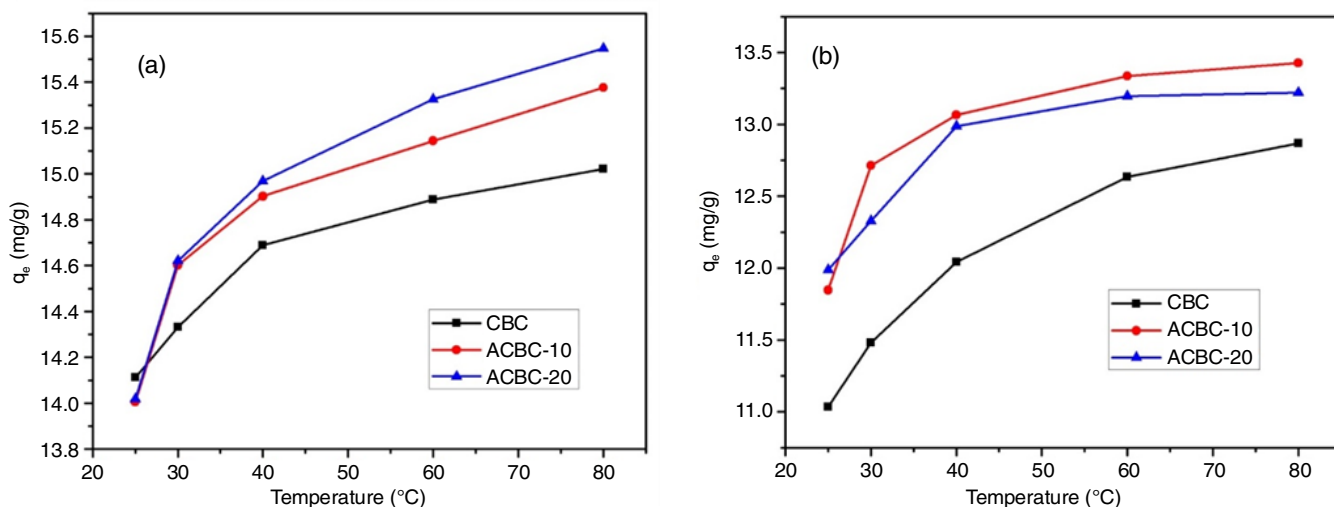 (a)
15.6
15.4
15.2
15.0
14.8
14.6
14.4
14.2
14.0
13.8
qe (mg/g)
20 30 40 50 60 70 80
Temperature (°C)
CBC
ACBC-10
ACBC-20
(b)
13.5
13.0
12.5
12.0
11.5
11.0
qe (mg/g)
20 30 40 50 60 70 80
Temperature (°C)
CBC
ACBC-10
ACBC-20